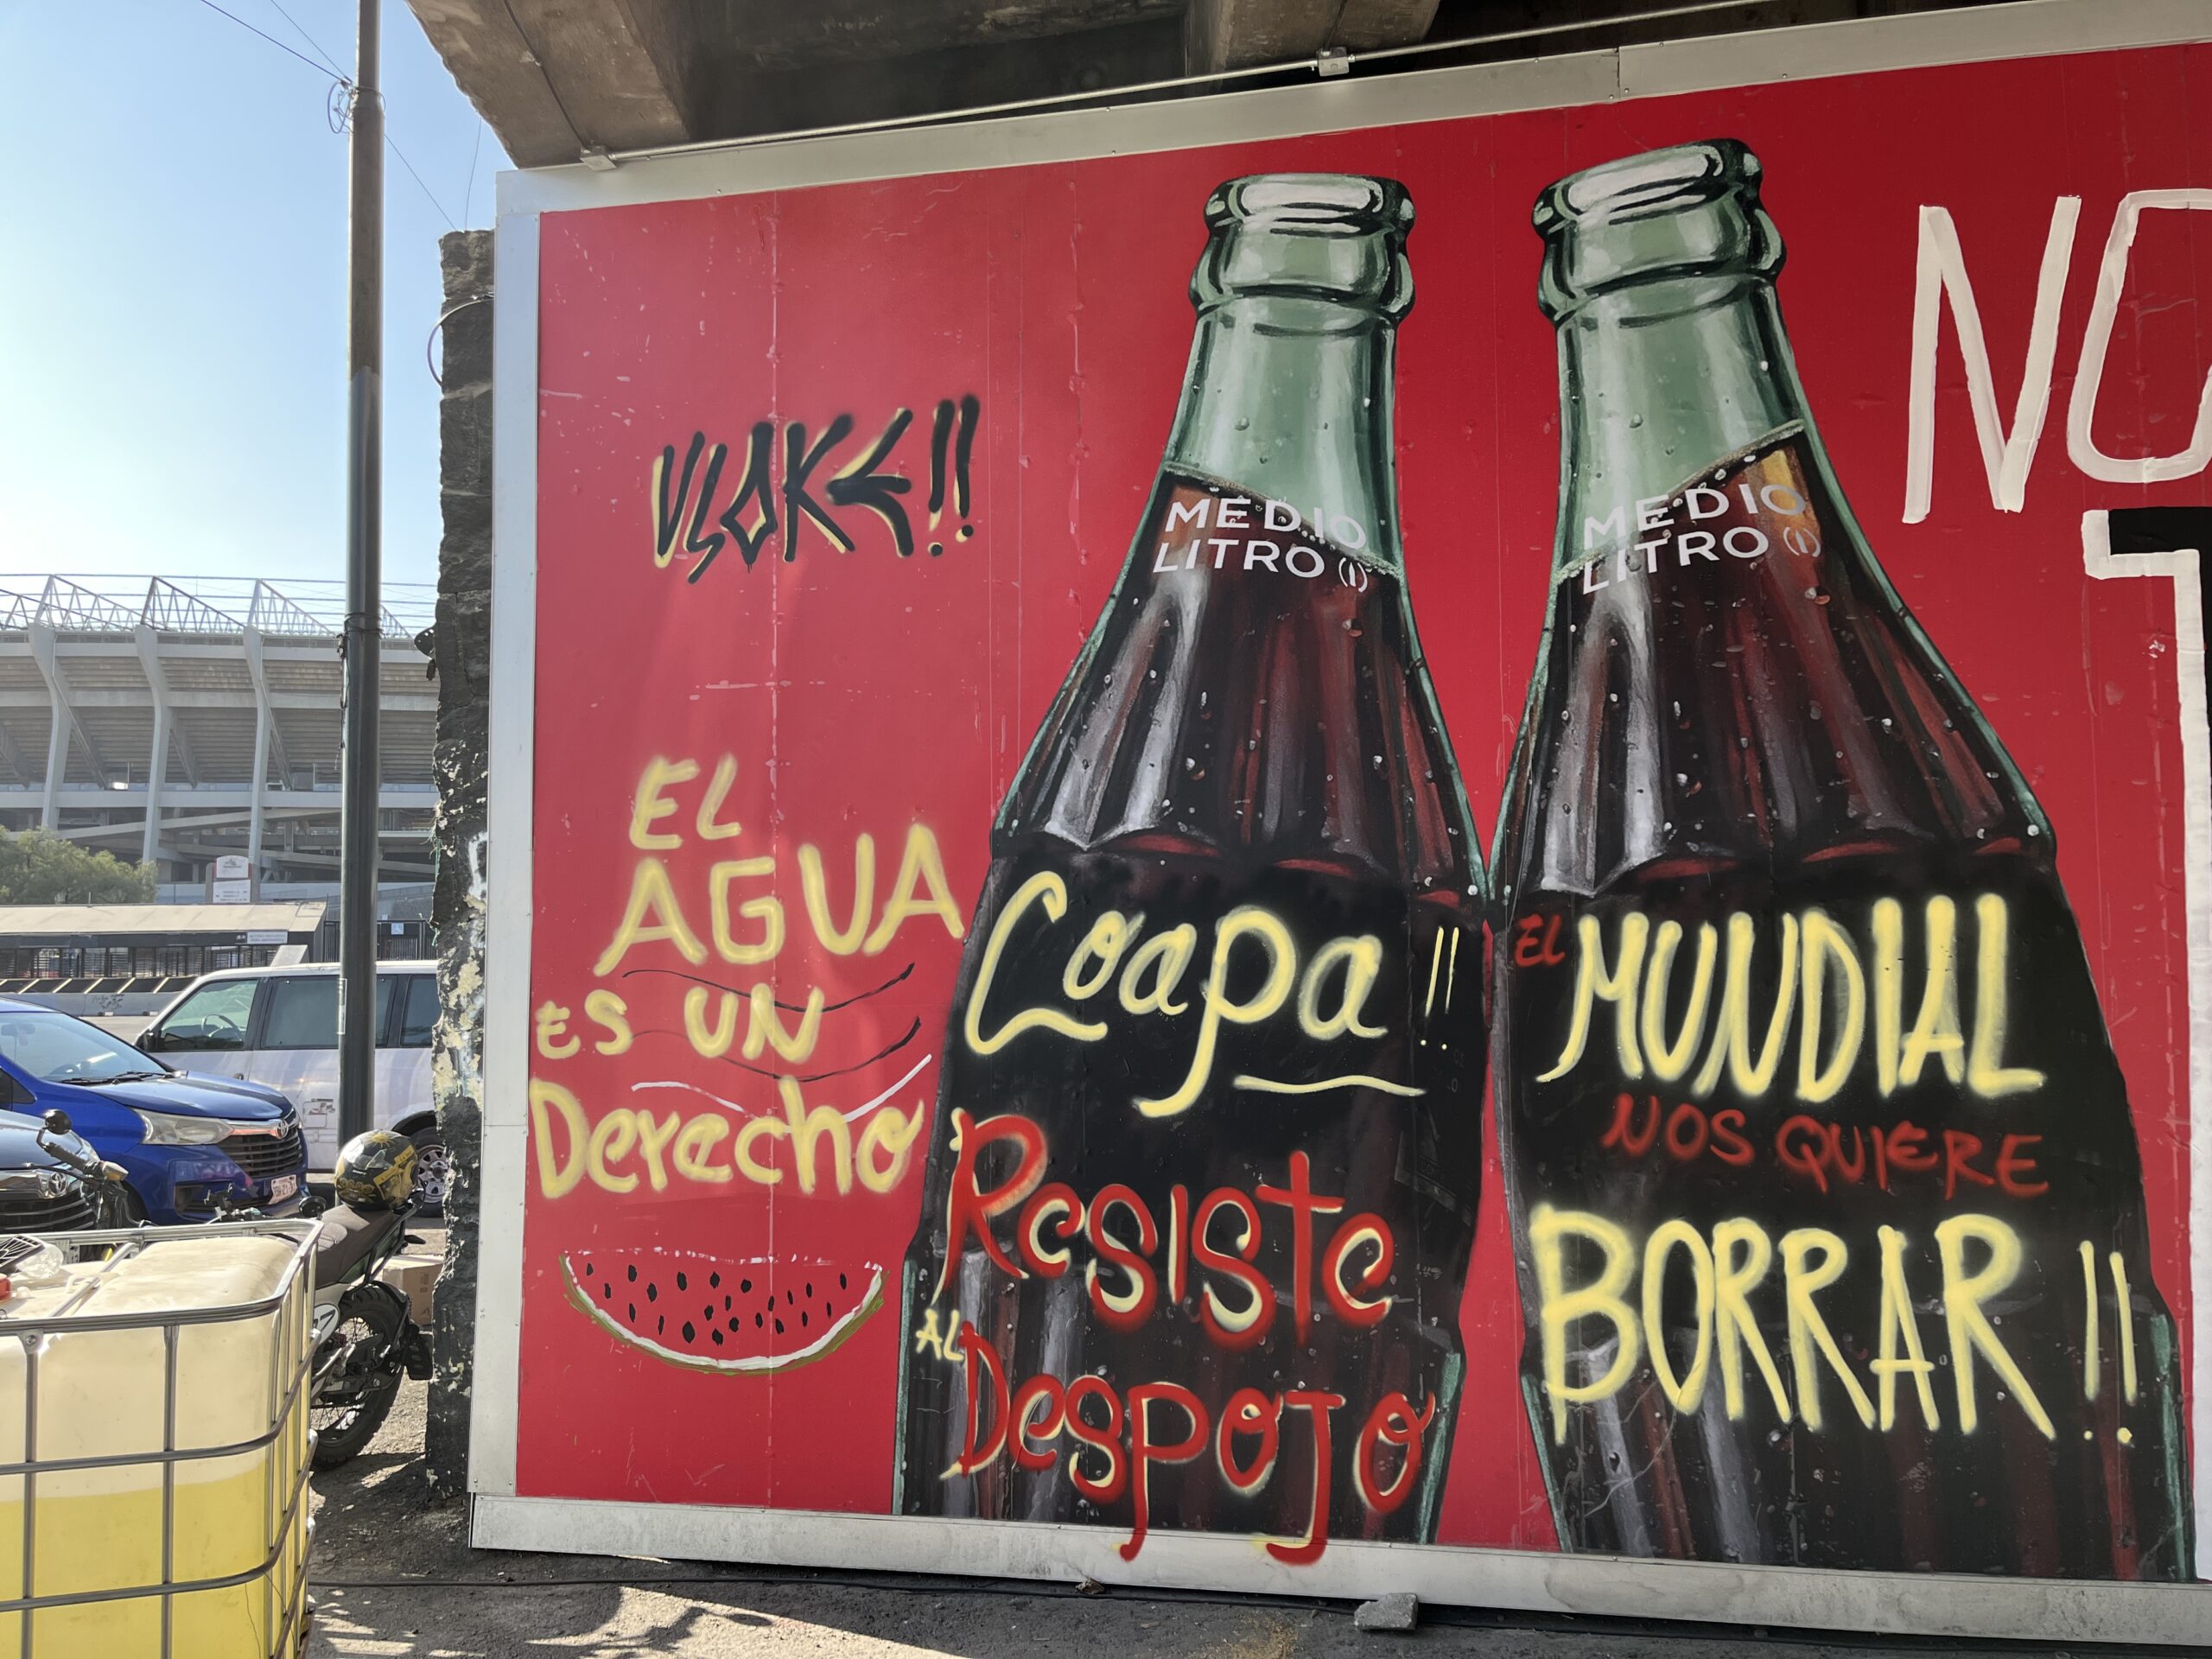 NO
VLOKE!!
MEDIO
LITRO (I)
MEDIO
LITRO (I)
EL
AGUA
ES UN
Derecho
Coapa!!
Resiste
AL
Despojo
EL MUNDIAL
NOS QUIERE
BORRAR!!